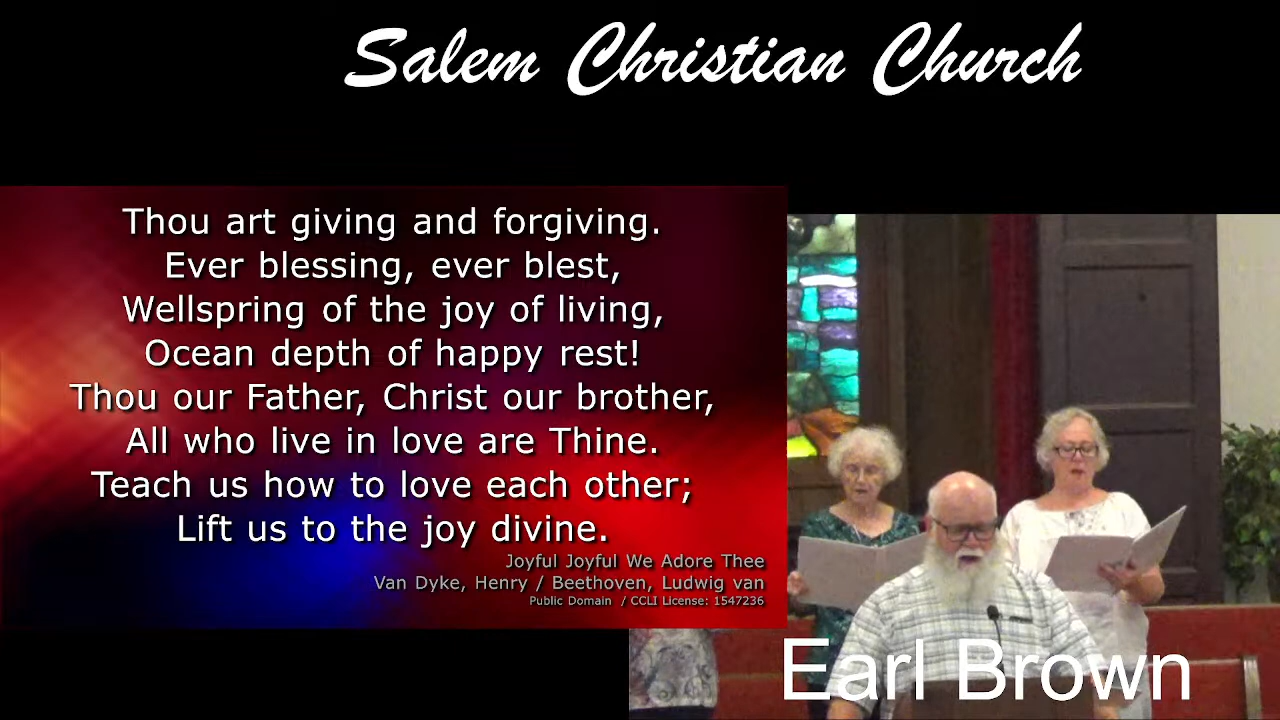 Salem Christian Church
Thou art giving and forgiving.
Ever blessing, ever blest,
Wellspring of the joy of living,
Ocean depth of happy rest!
Thou our Father, Christ our brother,
All who live in love are Thine.
Teach us how to love each other;
Lift us to the joy divine.
Joyful Joyful We Adore Thee
Van Dyke, Henry / Beethoven, Ludwig van
Public Domain / CCLI License: 1547236
Earl Brown